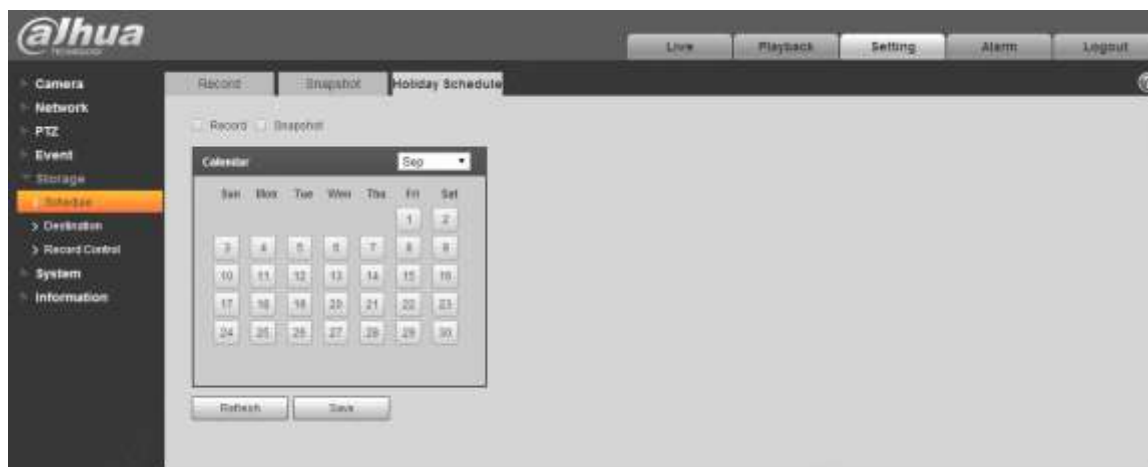 alhua
TECHNOLOGY
Live Playback Setting Alarm Logout
Camera
Network
PTZ
Event
Storage
Schedule
Destination
Record Control
System
Information
Record Snapshot Holiday Schedule
Record Snapshot
Calendar Sep
Sun Mon Tue Wen Thu Fri Sat
1 2
3 4 5 6 7 8 9
10 11 12 13 14 15 16
17 18 19 20 21 22 23
24 25 26 27 28 29 30
Refresh Save